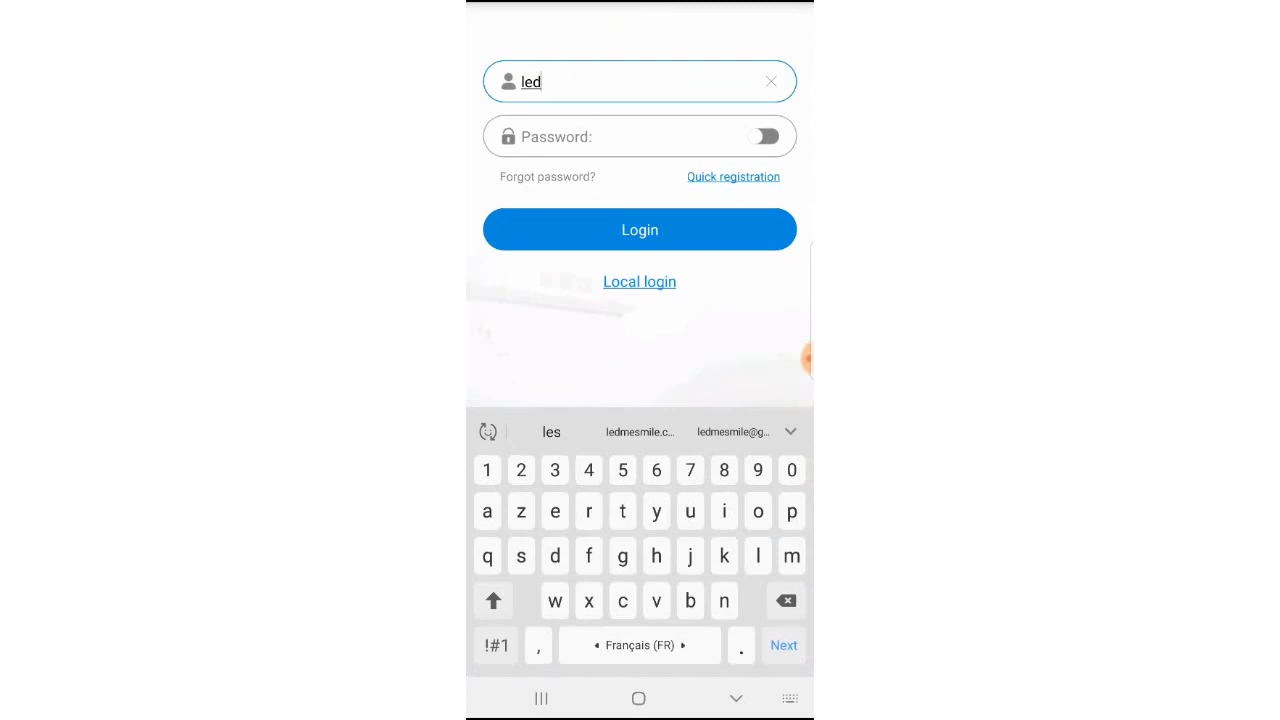 led
Password:
Forgot password? Quick registration
Login
Local login
les ledmesmile.c... ledmesmile@g...
1 2 3 4 5 6 7 8 9 0
a z e r t y u i o p
q s d f g h j k l m
w x c v b n
!#1 , Français (FR) . Next